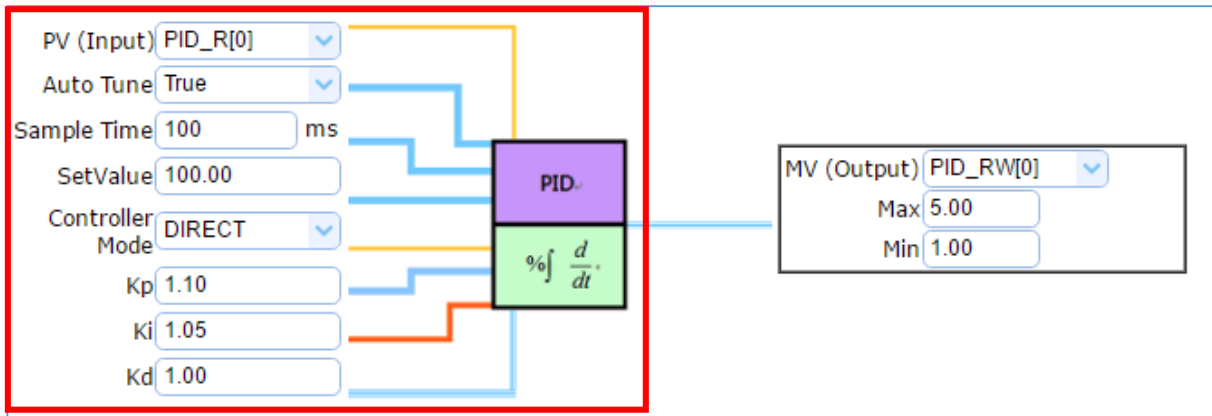 PV (Input) PID_R[0]
Auto Tune True
Sample Time 100 ms
SetValue 100.00
Controller
Mode DIRECT
Kp 1.10
Ki 1.05
Kd 1.00
PID
%∫ d/dt
MV (Output) PID_RW[0]
Max 5.00
Min 1.00